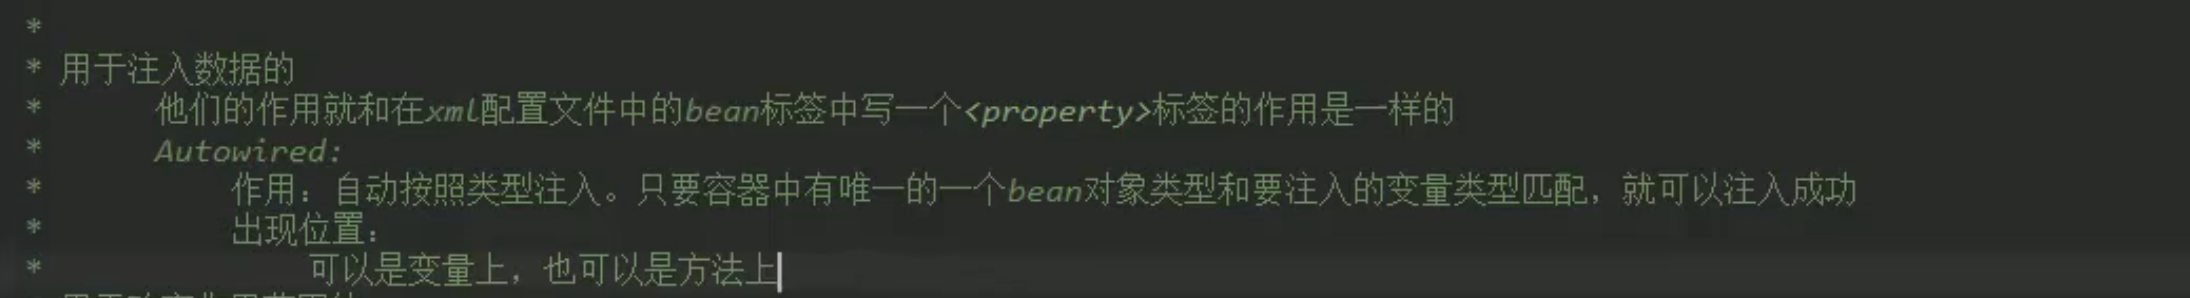 *
* 用于注入数据的
*      他们的作用就和在xml配置文件中的bean标签中写一个<property>标签的作用是一样的
*      Autowired:
*          作用：自动按照类型注入。只要容器中有唯一的一个bean对象类型和要注入的变量类型匹配，就可以注入成功
*          出现位置：
*              可以是变量上，也可以是方法上